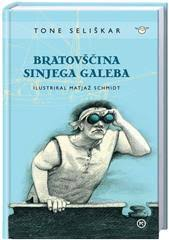 TONE SELIŠKAR
BRATOVŠČINA
SINJEGA GALEBA
ILUSTRIRAL MATJAŽ SCHMIDT